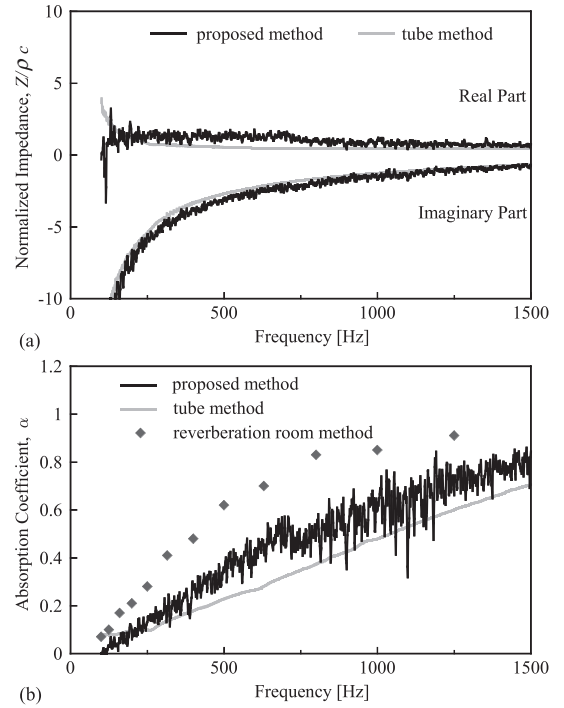 10
proposed method
tube method
5
Real Part
0
-5
Imaginary Part
-10
Normalized Impedance, Z/ρ c
0
500
1000
1500
Frequency [Hz]
(a)
1.2
proposed method
1
tube method
reverberation room method
0.8
0.6
0.4
0.2
0
Absorption Coefficient, α
0
500
1000
1500
Frequency [Hz]
(b)